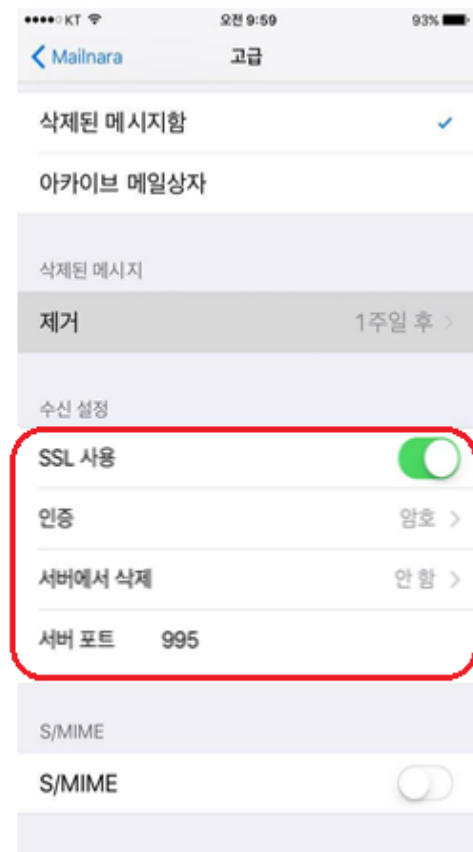 KT 오전 9:59 93%
Mailnara 고급
삭제된 메시지함
아카이브 메일상자
삭제된 메시지
제거 1주일 후
수신 설정
SSL 사용
인증 암호
서버에서 삭제 안 함
서버 포트 995
S/MIME
S/MIME